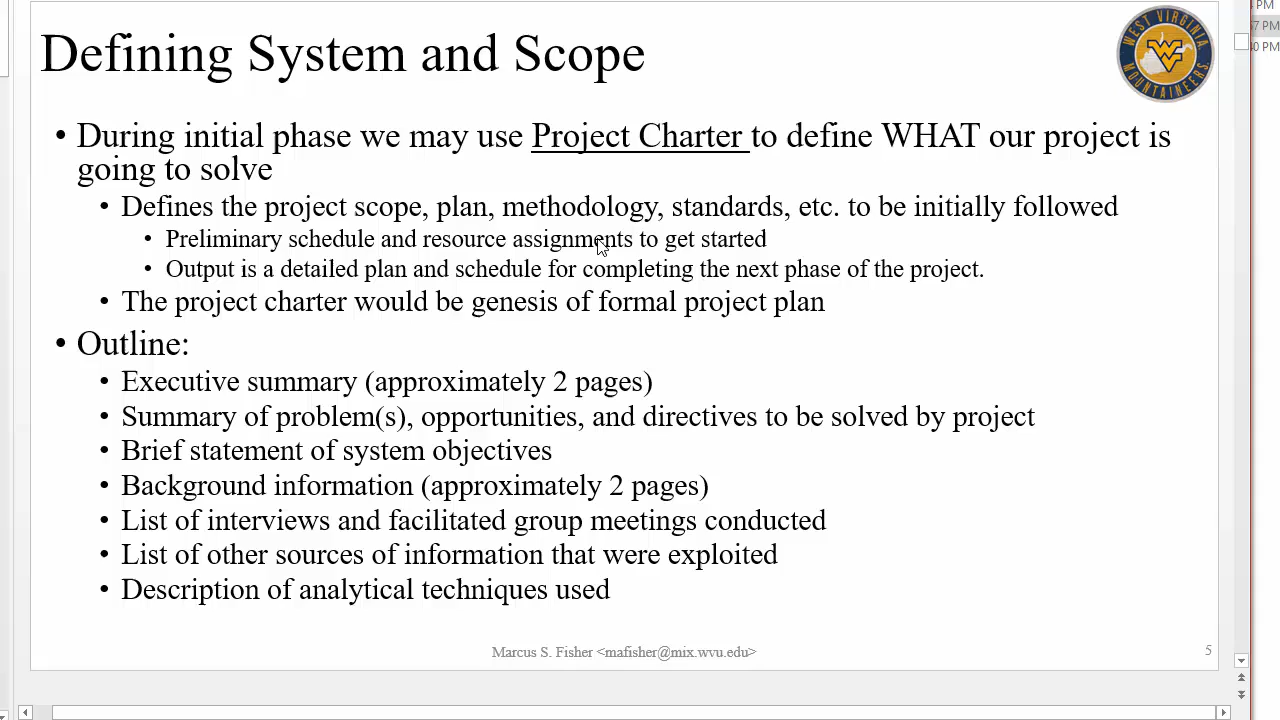 Defining System and Scope
WEST VIRGINIA
WV
MOUNTAINEERS
PM
57 PM
40 PM
• During initial phase we may use Project Charter to define WHAT our project is
going to solve
• Defines the project scope, plan, methodology, standards, etc. to be initially followed
• Preliminary schedule and resource assignments to get started
• Output is a detailed plan and schedule for completing the next phase of the project.
• The project charter would be genesis of formal project plan
• Outline:
• Executive summary (approximately 2 pages)
• Summary of problem(s), opportunities, and directives to be solved by project
• Brief statement of system objectives
• Background information (approximately 2 pages)
• List of interviews and facilitated group meetings conducted
• List of other sources of information that were exploited
• Description of analytical techniques used
Marcus S. Fisher <mafisher@mix.wvu.edu>
5